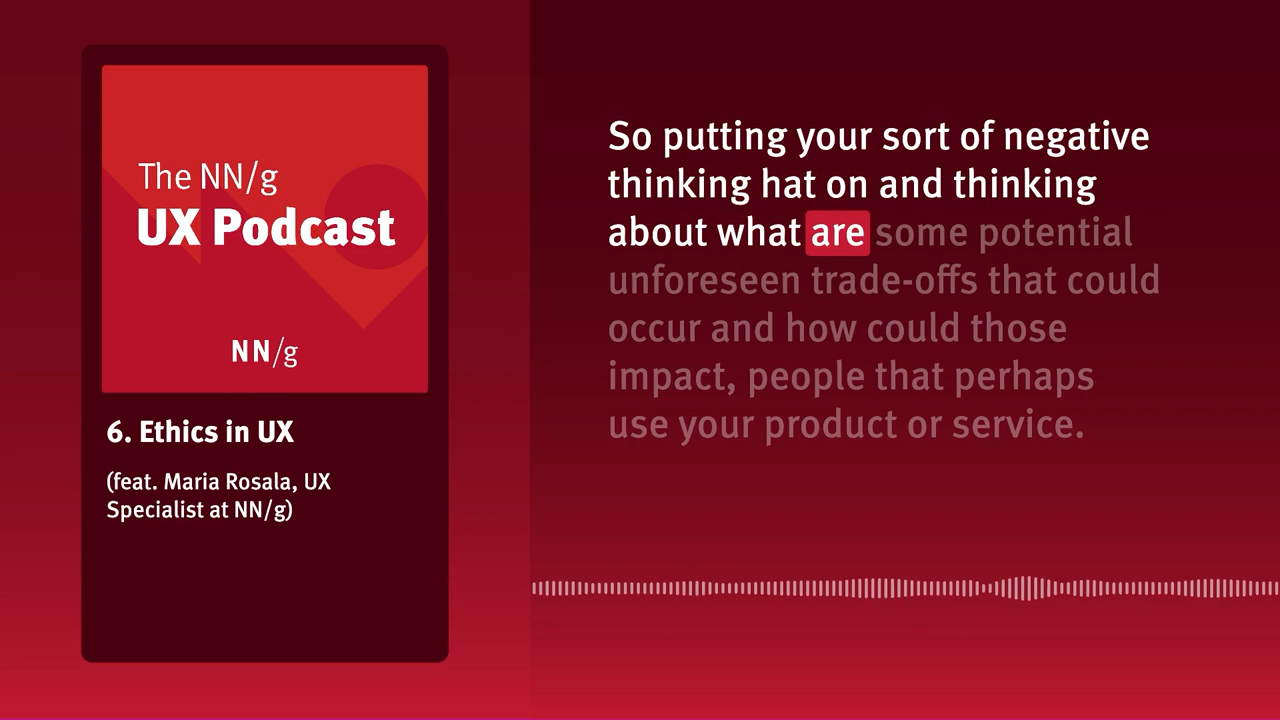 The NN/g
UX Podcast
NN/g
6. Ethics in UX
(feat. Maria Rosala, UX
Specialist at NN/g)
So putting your sort of negative
thinking hat on and thinking
about what are some potential
unforeseen trade-offs that could
occur and how could those
impact, people that perhaps
use your product or service.